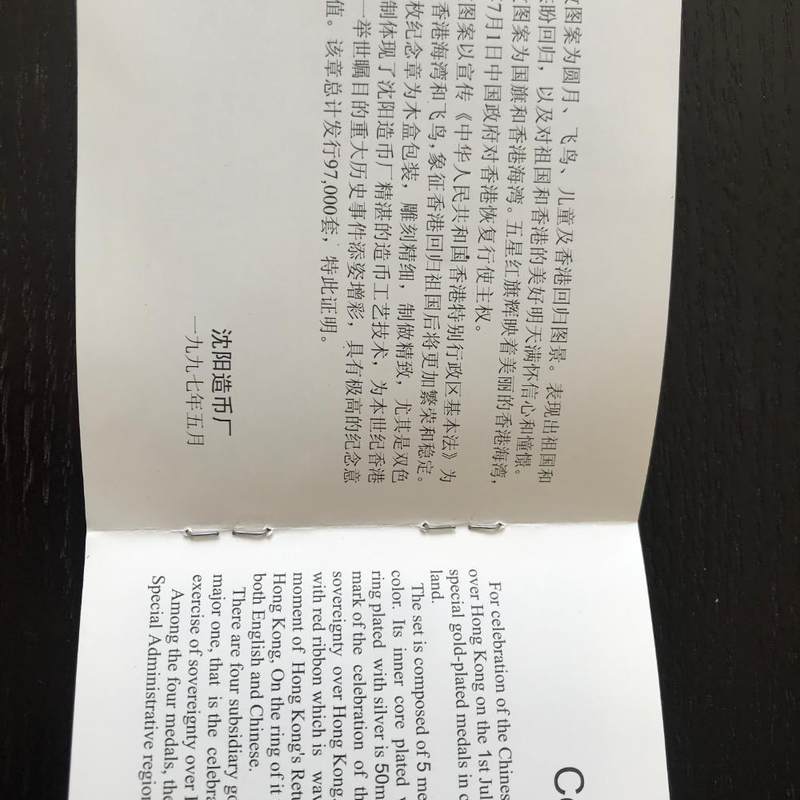 图案为圆月、飞鸟、儿童及香港回归图景。表现出祖国和
盼回归，以及对祖国和香港的美好明天满怀信心和憧憬。
图案为国旗和香港海湾。五星红旗辉映着美丽的香港海湾，
7月1日中国政府对香港恢复行使主权。
图案以宣传《中华人民共和国香港特别行政区基本法》为
香港海湾和飞鸟，象征香港回归祖国后将更加繁荣和稳定。
枚纪念章为木盒包装，雕刻精细，制做精致，尤其是双色
制体现了沈阳造币厂精湛的造币工艺技术，为本世纪香港
一举世瞩目的重大历史事件添姿增彩，具有极高的纪念意
值。该章总计发行97,000套，特此证明。
沈阳造币厂
一九九七年五月
For celebration of the Chines
over Hong Kong on the 1st Jul
special gold-plated medals in c
land.
The set is composed of 5 me
color. Its inner core plated
ring plated with silver is 50m
mark of the celebration of th
sovereignty over Hong Kong.
with red ribbon which is wav
moment of Hong Kong's Retu
Hong Kong, On the ring of it
both English and Chinese.
There are four subsidiary go
major one, that is the celebra
exercise of sovereignty over
Among the four medals, tho
Special Administrative region